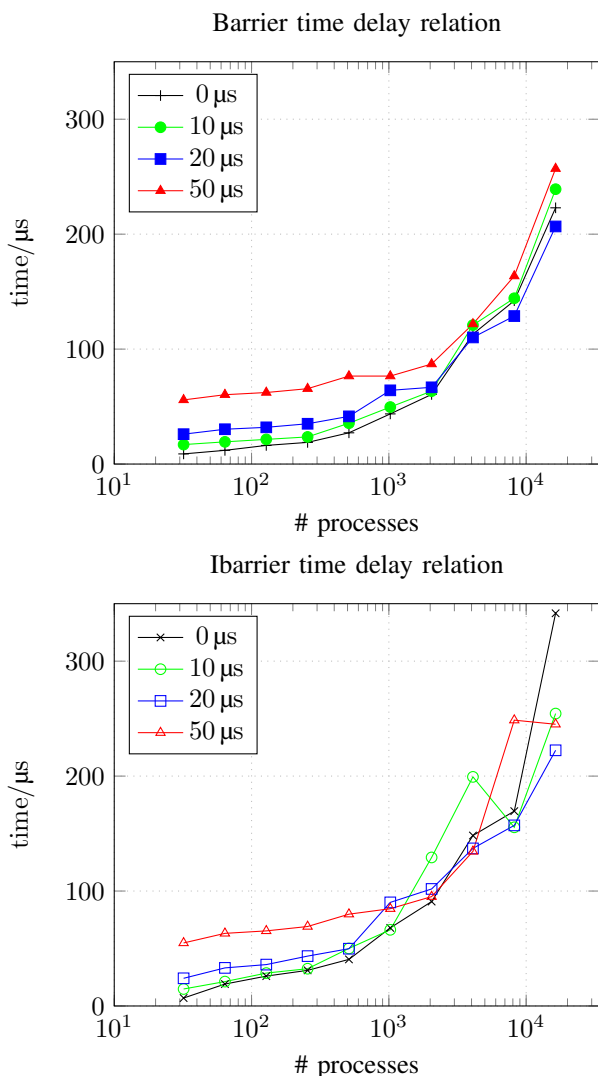 Barrier time delay relation
0 µs
10 µs
20 µs
50 µs
300
200
100
0
time/µs
10^1
10^2
10^3
10^4
# processes
Ibarrier time delay relation
0 µs
10 µs
20 µs
50 µs
300
200
100
0
time/µs
10^1
10^2
10^3
10^4
# processes